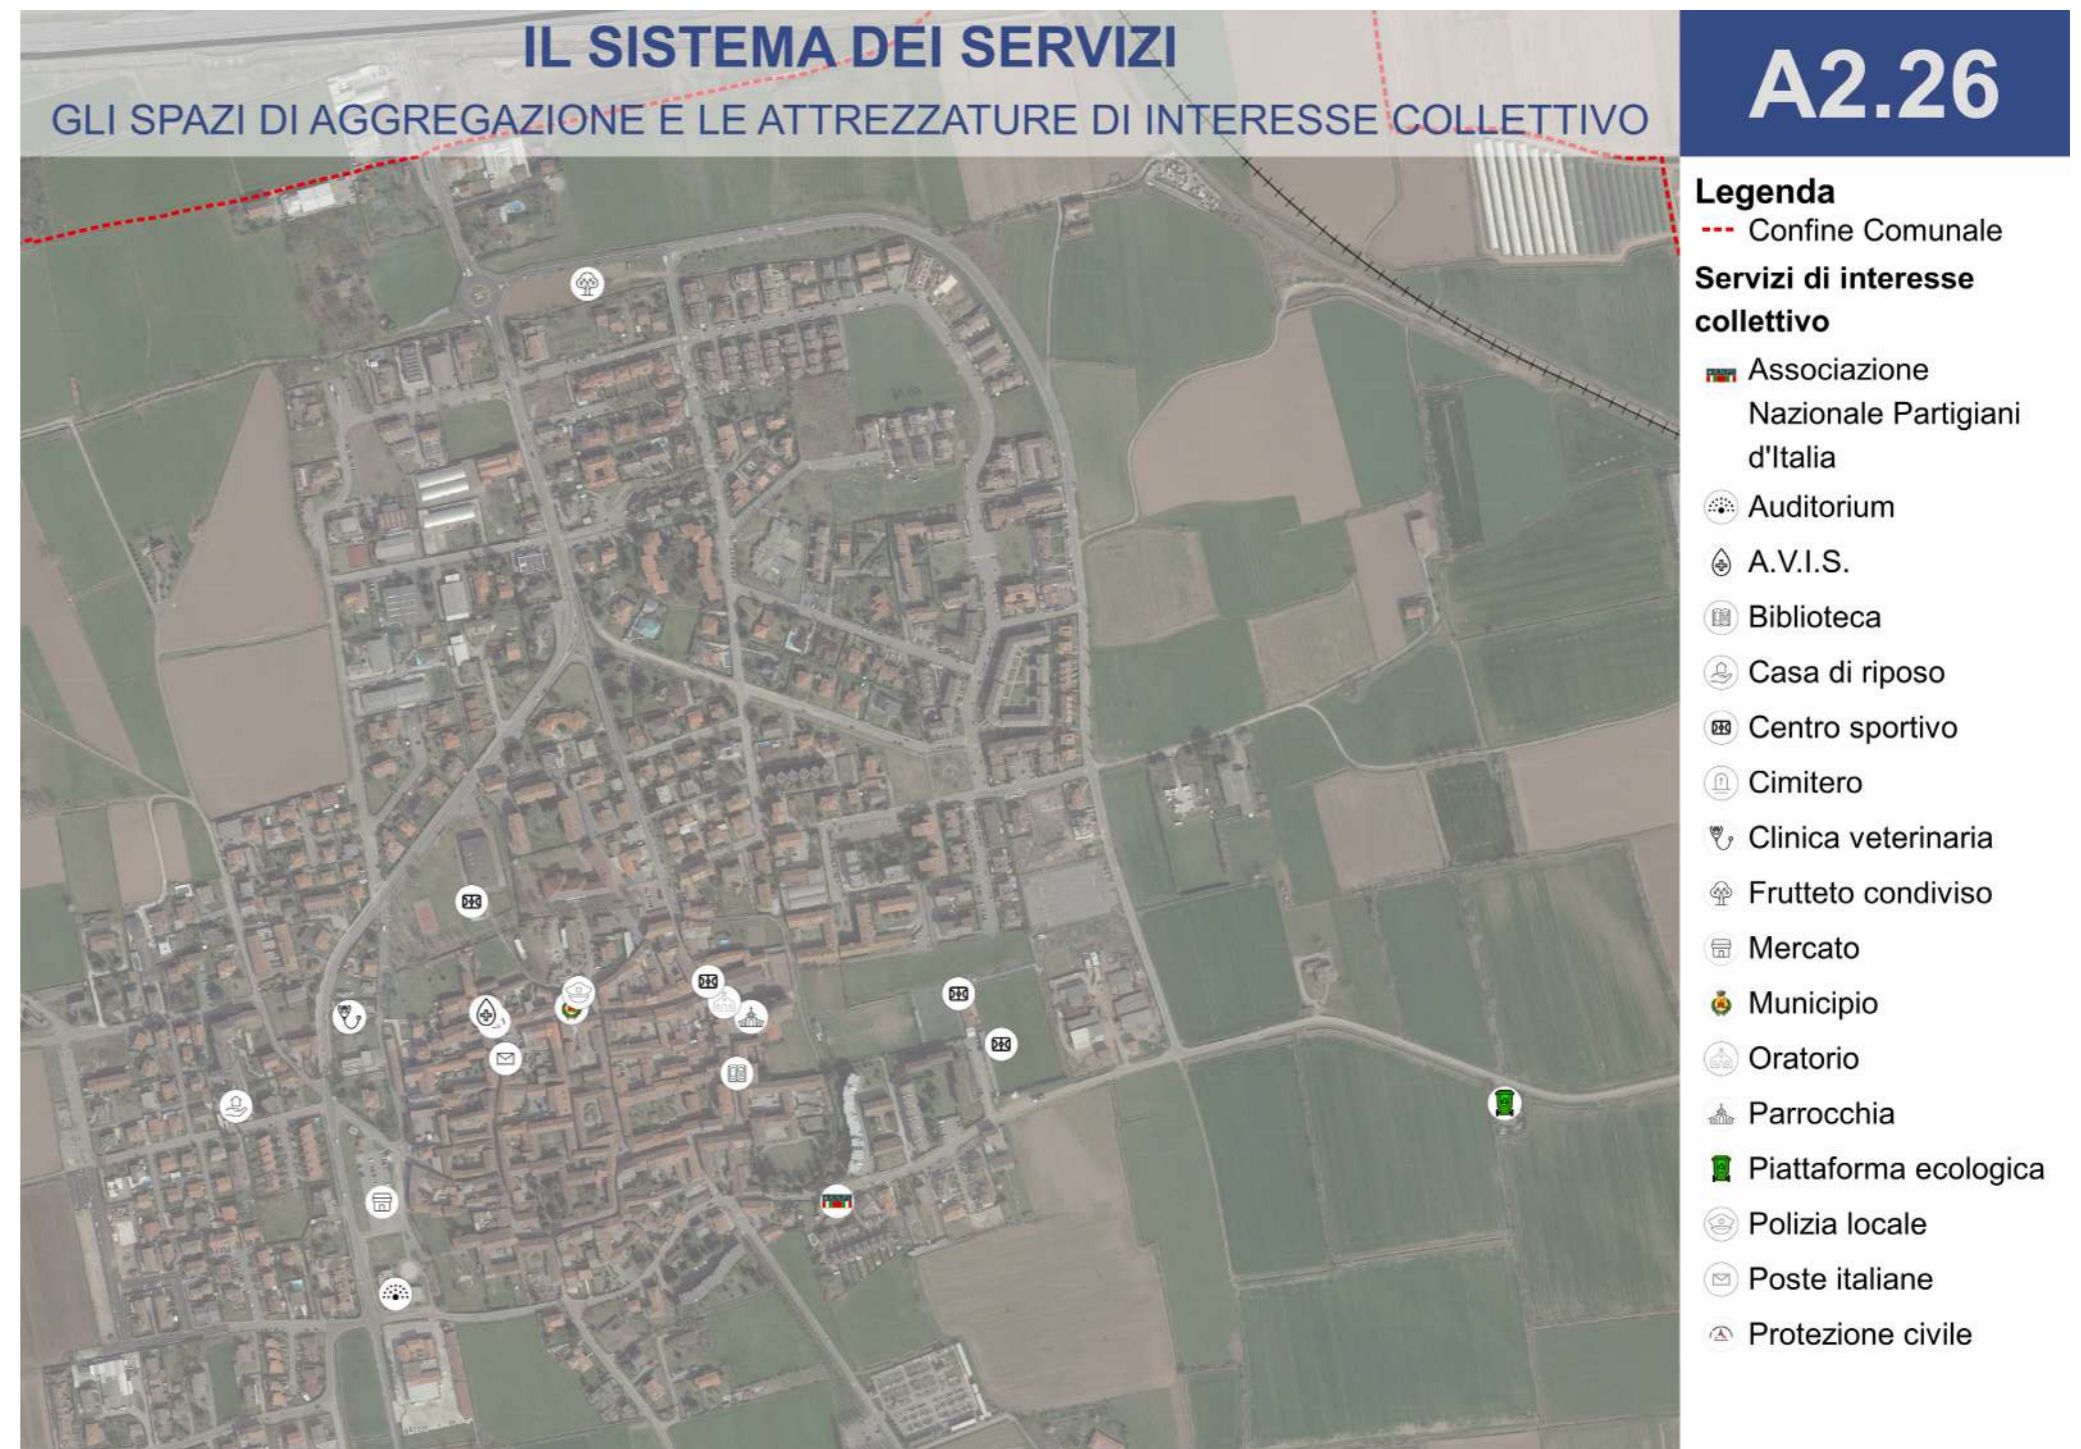 IL SISTEMA DEI SERVIZI
GLI SPAZI DI AGGREGAZIONE E LE ATTREZZATURE DI INTERESSE COLLETTIVO
A2.26
Legenda
Confine Comunale
Servizi di interesse
collettivo
Associazione
Nazionale Partigiani
d'Italia
Auditorium
A.V.I.S.
Biblioteca
Casa di riposo
Centro sportivo
Cimitero
Clinica veterinaria
Frutteto condiviso
Mercato
Municipio
Oratorio
Parrocchia
Piattaforma ecologica
Polizia locale
Poste italiane
Protezione civile